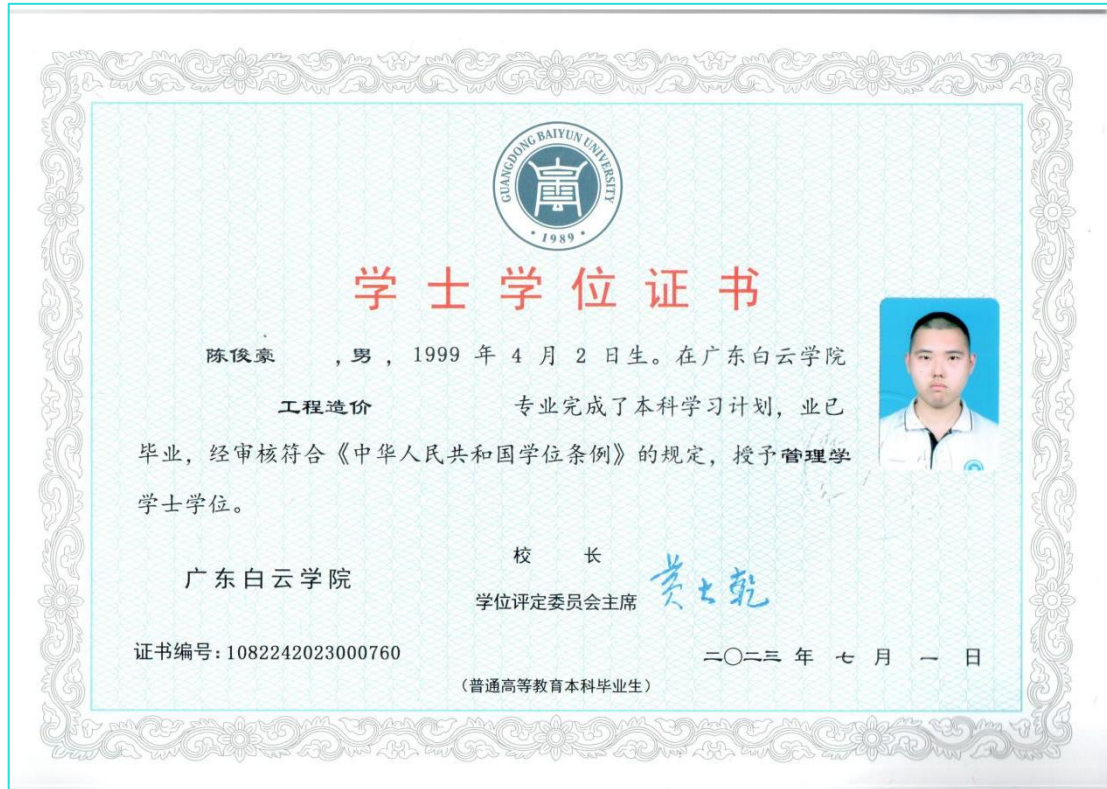 GUANGDONG BAIYUN UNIVERSITY
1989
学士学位证书
陈俊豪 ,男,1999 年 4 月 2 日生。在广东白云学院
工程造价 专业完成了本科学习计划,业已
毕业,经审核符合《中华人民共和国学位条例》的规定,授予管理学
学士学位。
校 长
广东白云学院
学位评定委员会主席
证书编号:1082242023000760
二〇二三 年 七 月 一 日
(普通高等教育本科毕业生)